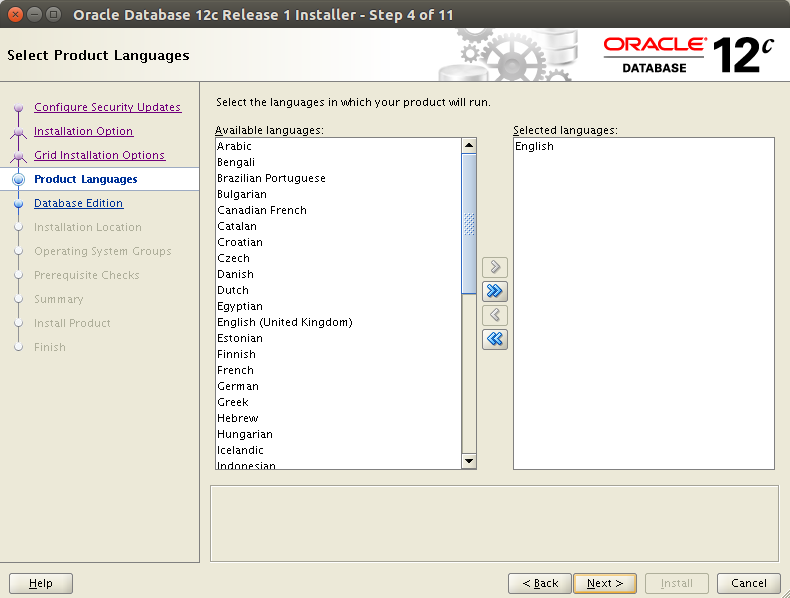 Oracle Database 12c Release 1 Installer - Step 4 of 11
Select Product Languages
ORACLE®
DATABASE
12c
Configure Security Updates
Installation Option
Grid Installation Options
Product Languages
Database Edition
Installation Location
Operating System Groups
Prerequisite Checks
Summary
Install Product
Finish
Select the languages in which your product will run.
Available languages:
Arabic
Bengali
Brazilian Portuguese
Bulgarian
Canadian French
Catalan
Croatian
Czech
Danish
Dutch
Egyptian
English (United Kingdom)
Estonian
Finnish
French
German
Greek
Hebrew
Hungarian
Icelandic
Indonesian
Selected languages:
English
Help
< Back
Next >
Install
Cancel